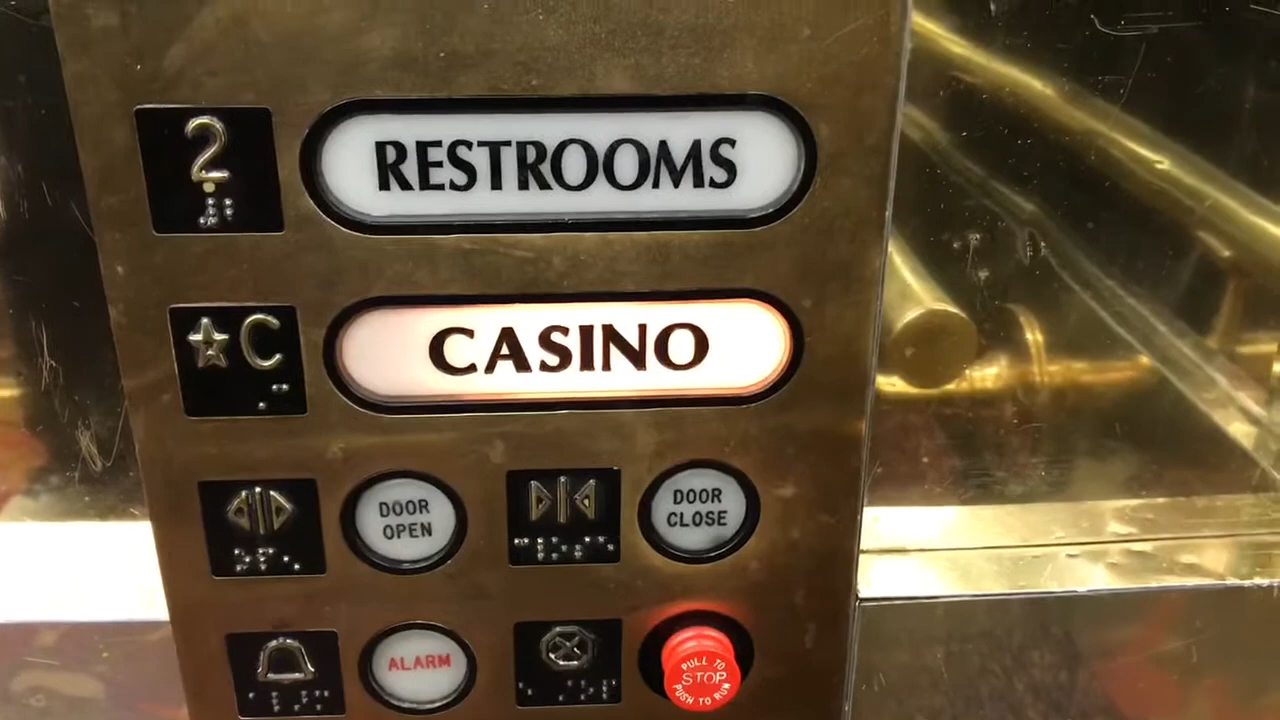 2
RESTROOMS
★C
CASINO
DOOR
OPEN
DOOR
CLOSE
ALARM
PULL TO
STOP
PUSH TO RUN